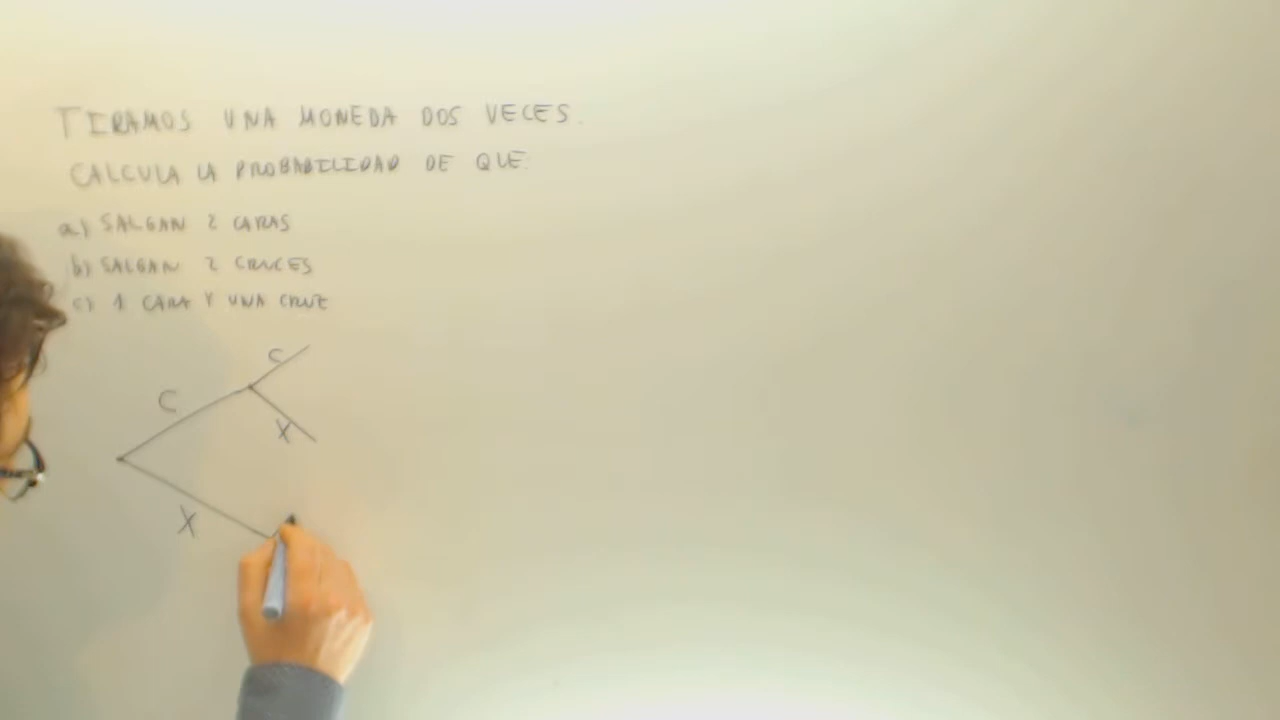 TIRAMOS UNA MONEDA DOS VECES.
CALCULA LA PROBABILIDAD DE QUE:
a) SALGAN 2 CARAS
b) SALGAN 2 CRUCES
c) 1 CARA Y UNA CRUZ
C
C
X
X